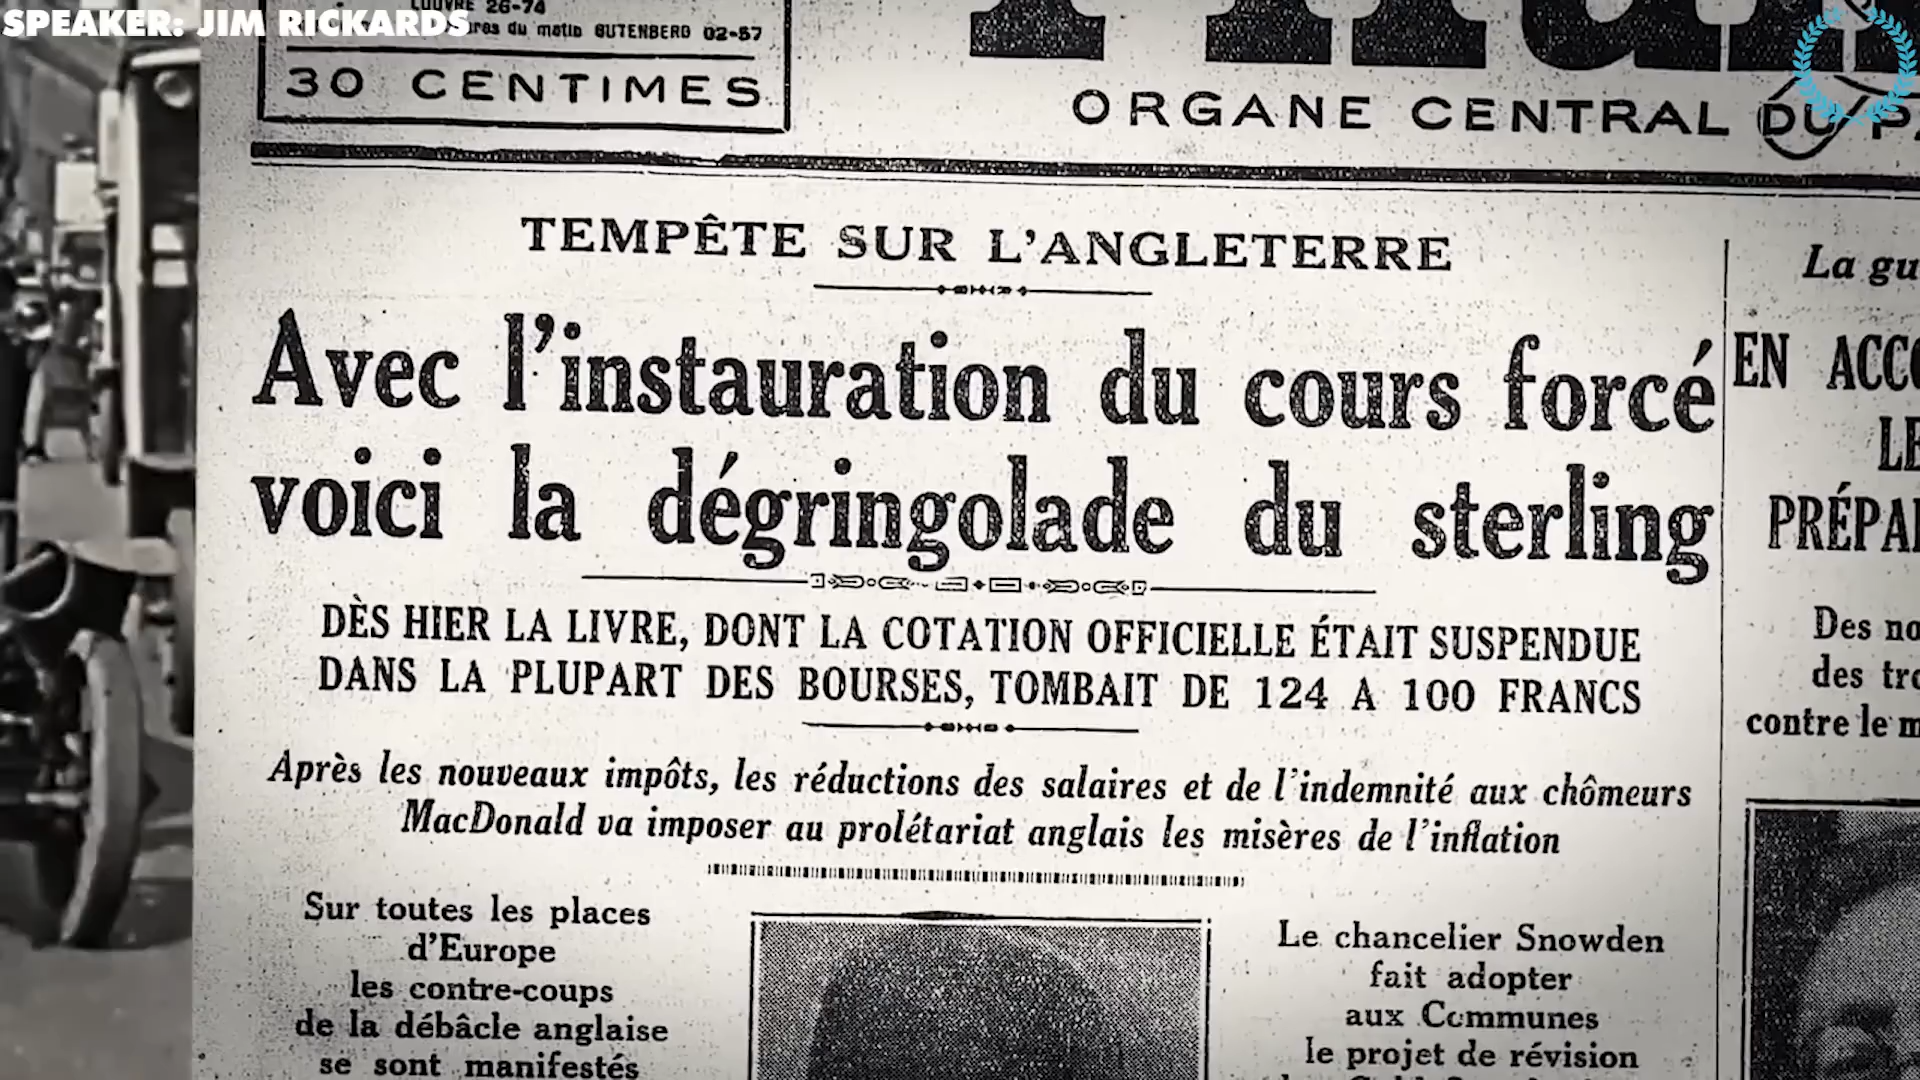 SPEAKER: JIM RICKARDS
LOUVRE 26-74
du matin GUTENBERG 02-57
30 CENTIMES
ORGANE CENTRAL DU
TEMPÊTE SUR L'ANGLETERRE
Avec l'instauration du cours forcé
voici la dégringolade du sterling
DÈS HIER LA LIVRE, DONT LA COTATION OFFICIELLE ÉTAIT SUSPENDUE
DANS LA PLUPART DES BOURSES, TOMBAIT DE 124 A 100 FRANCS
Après les nouveaux impôts, les réductions des salaires et de l'indemnité aux chômeurs
MacDonald va imposer au prolétariat anglais les misères de l'inflation
Sur toutes les places
d'Europe
les contre-coups
de la débâcle anglaise
se sont manifestés
Le chancelier Snowden
fait adopter
aux Communes
le projet de révision
La gu
EN ACCO
LE
PRÉPA
Des no
des tro
contre le m